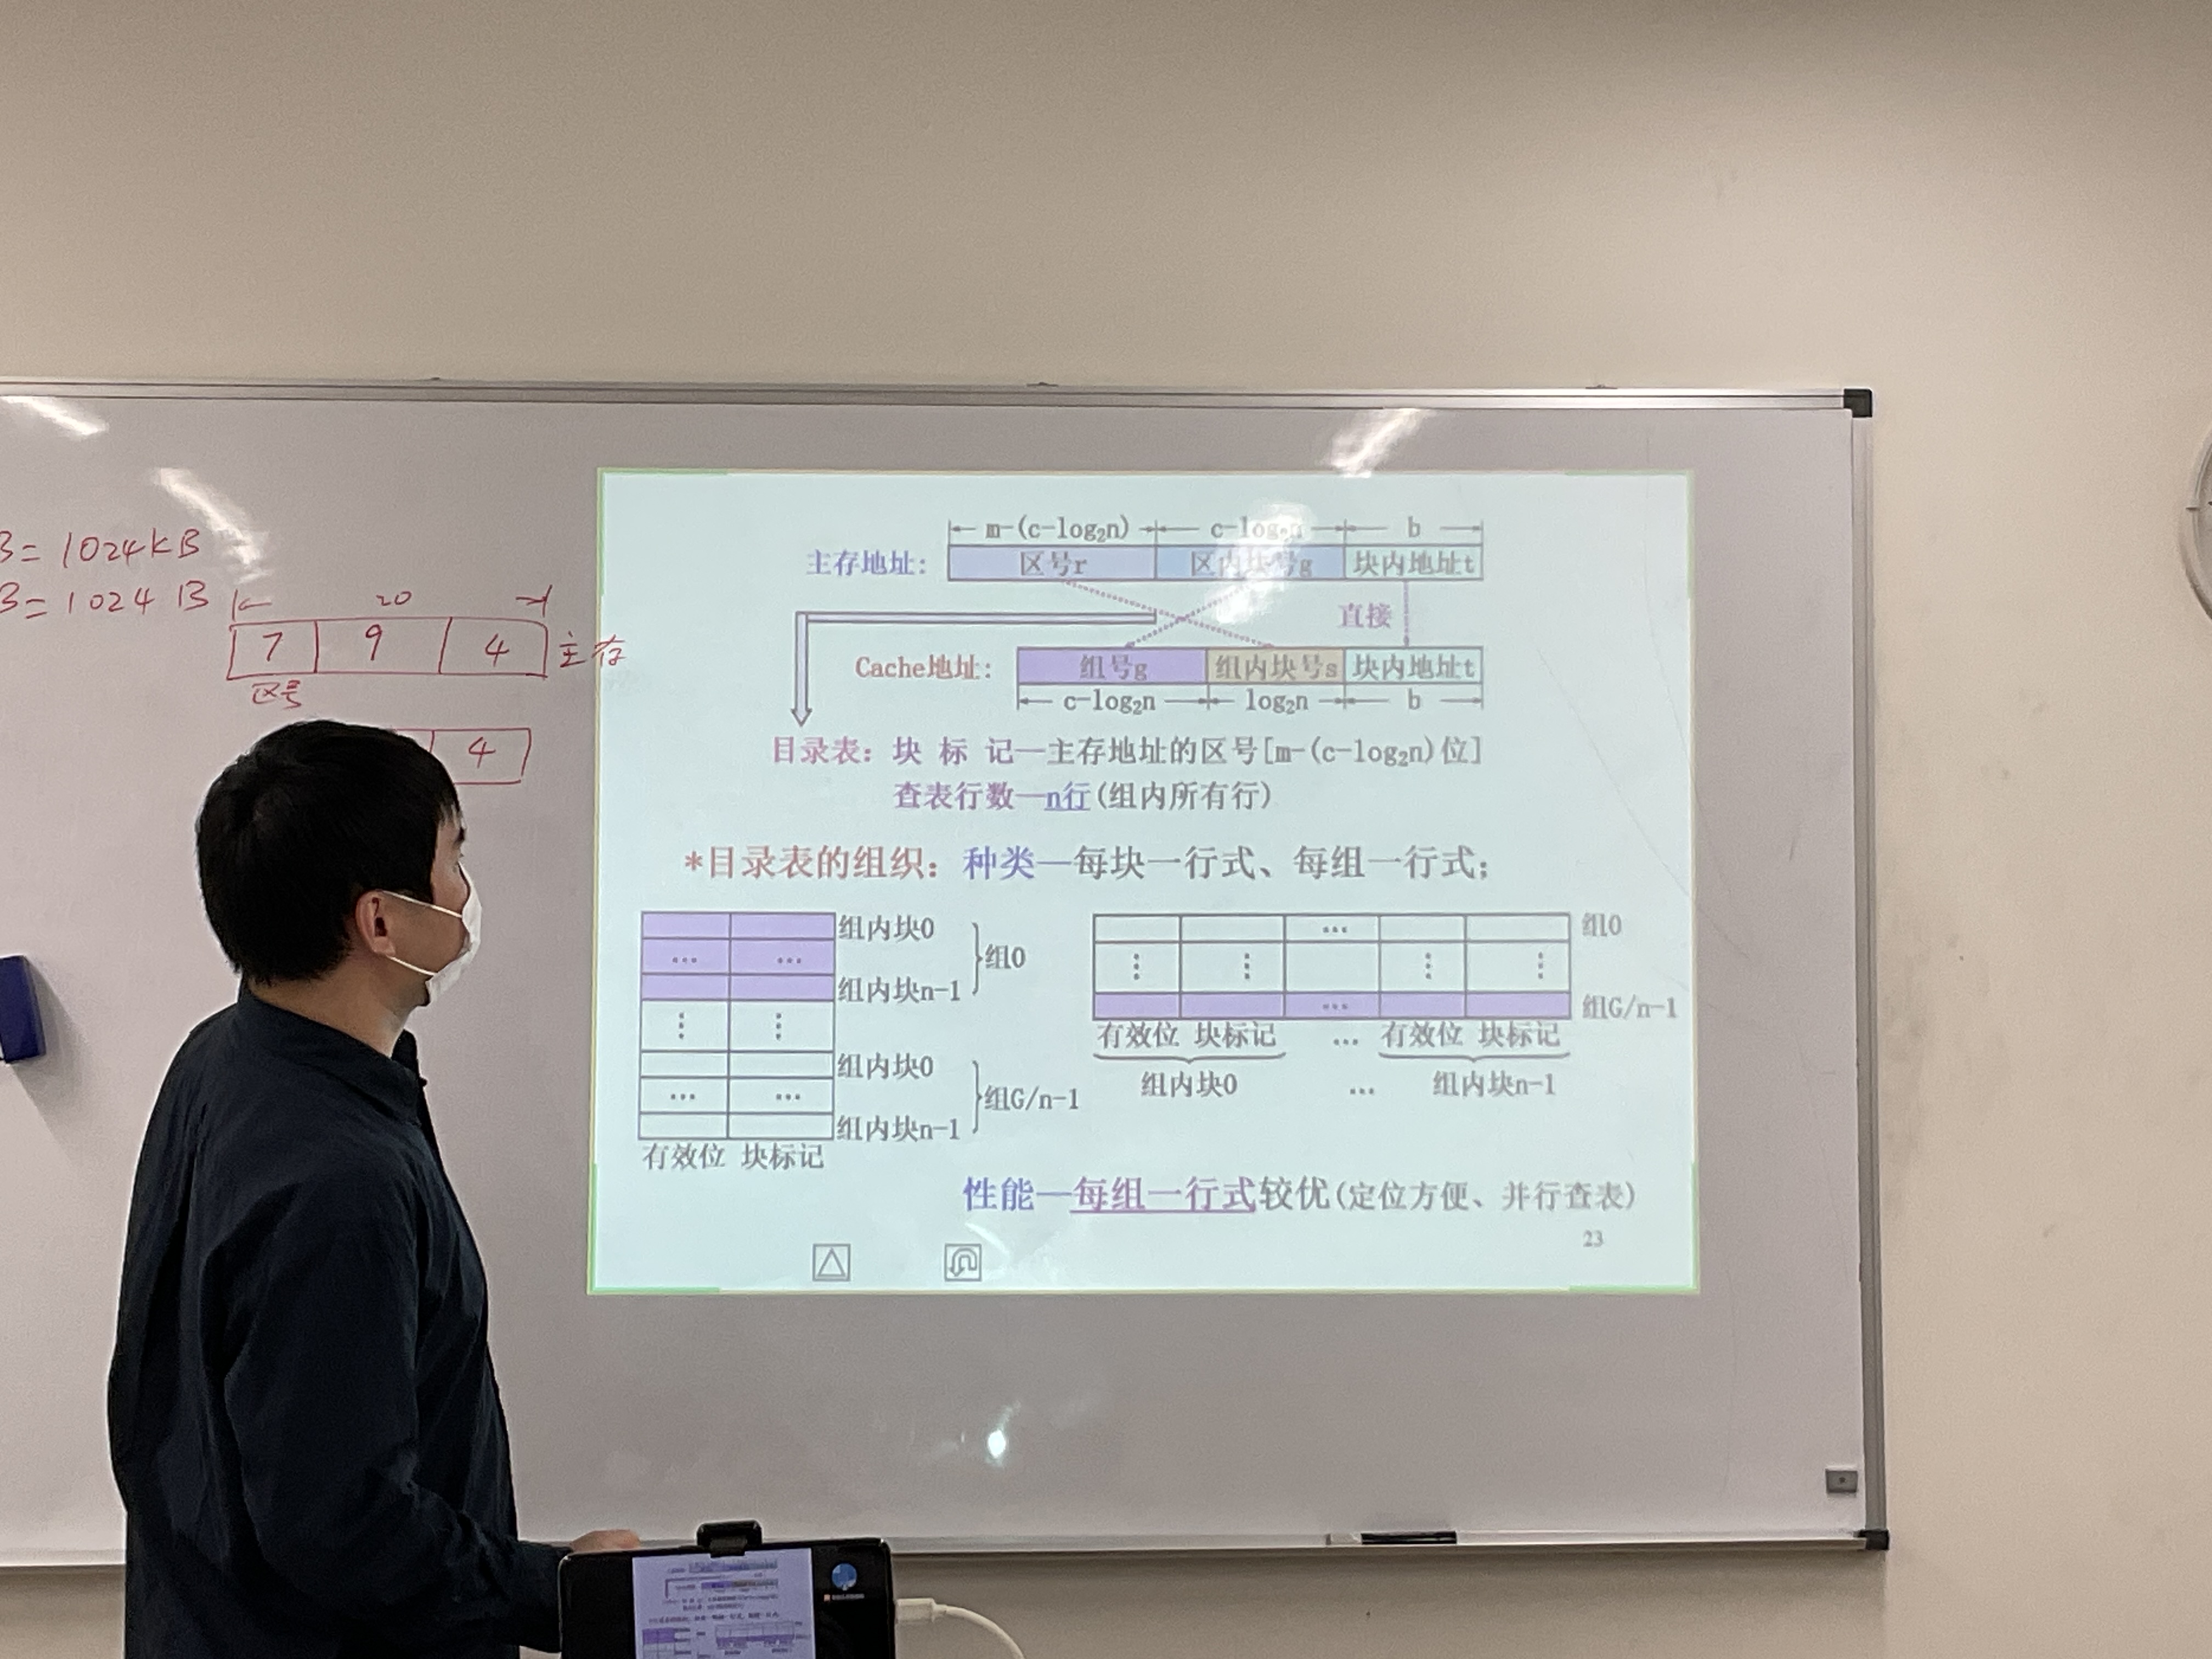 B=1024KB
B=1024B
20
7 9 4 主存
区号
4
m-(c-log₂n) c-log₂n b
主存地址: 区号r 区内块号g 块内地址t
直接
Cache地址: 组号g 组内块号s 块内地址t
c-log₂n log₂n b
目录表: 块 标 记—主存地址的区号[m-(c-log₂n)位]
查表行数—n行(组内所有行)
*目录表的组织: 种类—每块一行式、每组一行式;
组内块0
... ...
组0
组内块n-1
组内块0
... ...
组G/n-1
组内块n-1
有效位 块标记
... 组0
... 组G/n-1
有效位 块标记 ... 有效位 块标记
组内块0 ... 组内块n-1
性能—每组一行式较优(定位方便、并行查表)
23